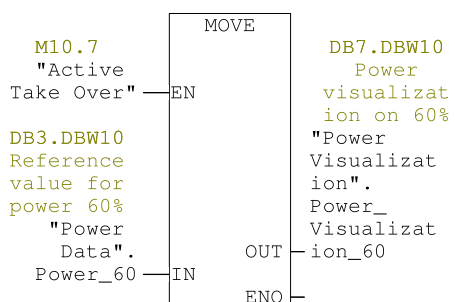 MOVE
M10.7
"Active
Take Over"
EN
DB3.DBW10
Reference
value for
power 60%
"Power
Data".
Power_60
IN
DB7.DBW10
Power
visualizat
ion on 60%
"Power
Visualizat
ion".
Power_
Visualizat
ion_60
OUT
ENO